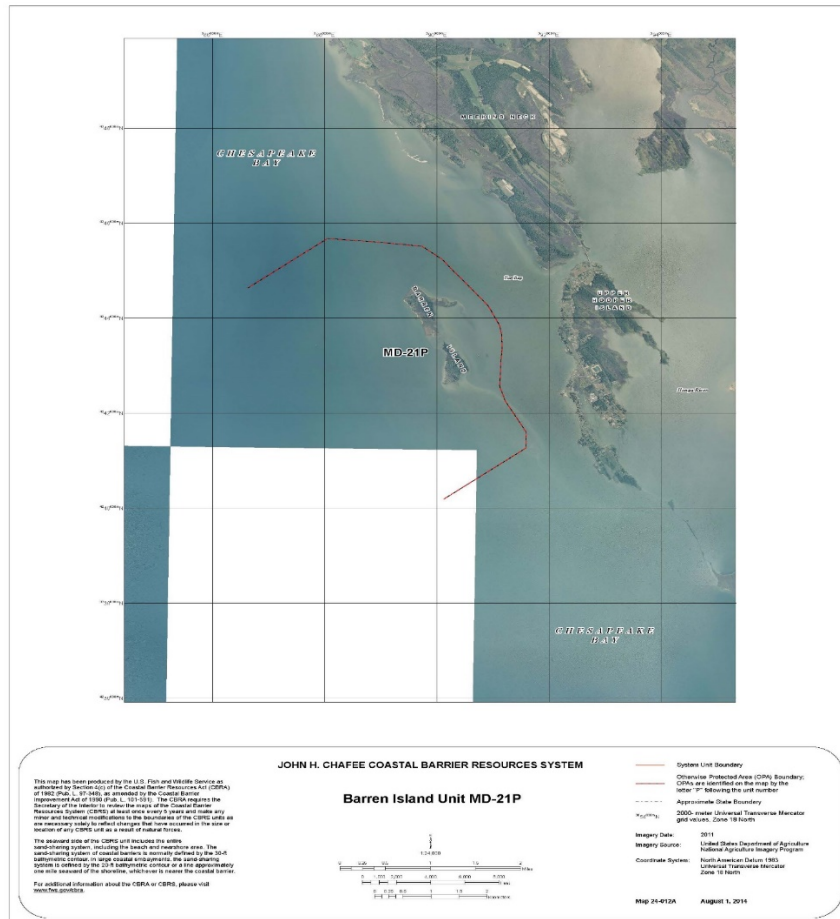 CHESAPEAKE
BAY
MEEKINS NECK
UPPER
HOOPER
ISLAND
BARREN
ISLAND
MD-21P
CHESAPEAKE
BAY
JOHN H. CHAFEE COASTAL BARRIER RESOURCES SYSTEM
Barren Island Unit MD-21P
This map has been produced by the U.S. Fish and Wildlife Service as
authorized by Section 4(c) of the Coastal Barrier Resources Act (CBRA)
of 1982 (Pub. L. 97-348), as amended by the Coastal Barrier
Improvement Act of 1990 (Pub. L. 101-591). The CBRA requires the
Secretary of the Interior to review the maps of the Coastal Barrier
Resources System (CBRS) at least once every 5 years and make any
minor and technical modifications to the boundaries of the CBRS units as
are necessary solely to reflect changes that have occurred in the size or
location of any CBRS unit as a result of natural forces.
The seaward side of the CBRS unit includes the entire
sand-sharing system, including the beach and nearshore area. The
sand-sharing system of coastal barriers is normally defined by the 30-ft
bathymetric contour. In large coastal embayments, the sand-sharing
system is defined by the 20-ft bathymetric contour or a line approximately
one mile seaward of the shoreline, whichever is nearer the coastal barrier.
For additional information about the CBRA or CBRS, please visit
www.fws.gov/cbra.
1:24,000
Miles
System Unit Boundary
Otherwise Protected Area (OPA) Boundary;
OPAs are identified on the map by the
letter "P" following the unit number
Approximate State Boundary
2000- meter Universal Transverse Mercator
grid values, Zone 18 North
Imagery Date: 2011
Imagery Source: United States Department of Agriculture
National Agriculture Imagery Program
Coordinate System: North American Datum 1983
Universal Transverse Mercator
Zone 18 North
Map 24-012A August 1, 2014